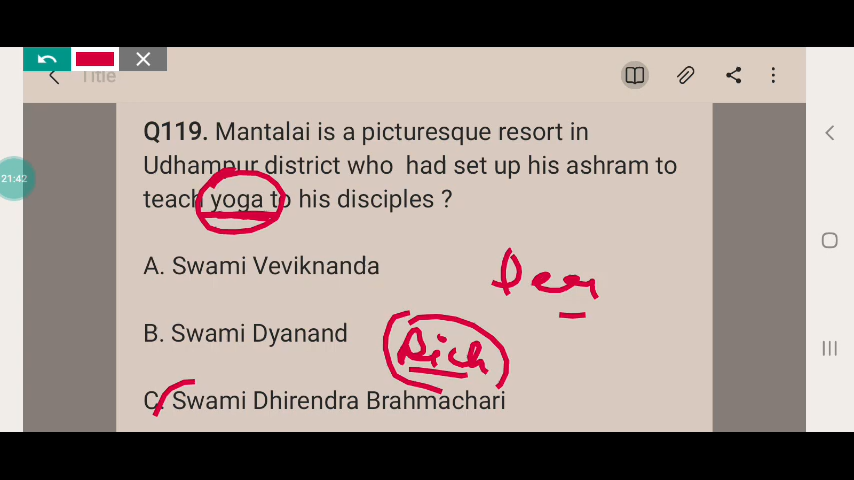 Title
21:42
Q119. Mantalai is a picturesque resort in
Udhampur district who had set up his ashram to
teach yoga to his disciples ?
A. Swami Veviknanda
B. Swami Dyanand
Rich
C. Swami Dhirendra Brahmachari